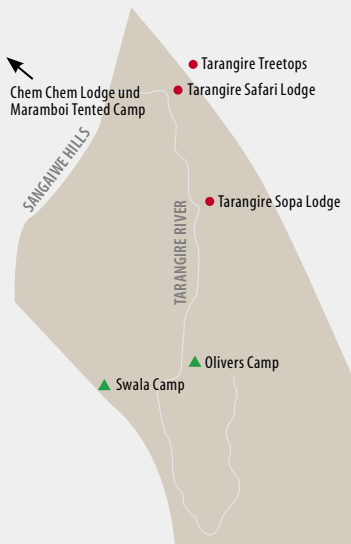 Tarangire Treetops
Tarangire Safari Lodge
Chem Chem Lodge und
Maramboi Tented Camp
SANGAIWE HILLS
Tarangire Sopa Lodge
TARANGIRE RIVER
Olivers Camp
Swala Camp